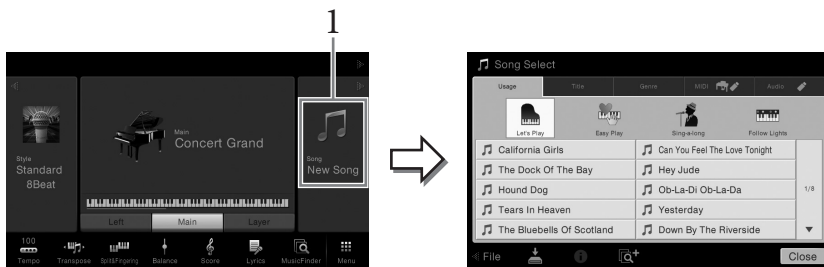 1
Style
Standard
8Beat
Main
Concert Grand
Song
New Song
Left
Main
Layer
100
Tempo
Transpose
Split&Fingering
Balance
Score
Lyrics
MusicFinder
Menu
Song Select
Usage
Title
Genre
MIDI
Audio
Let's Play
Easy Play
Sing-a-long
Follow Lights
California Girls
Can You Feel The Love Tonight
The Dock Of The Bay
Hey Jude
Hound Dog
Ob-La-Di Ob-La-Da
Tears In Heaven
Yesterday
The Bluebells Of Scotland
Down By The Riverside
1/8
File
Close